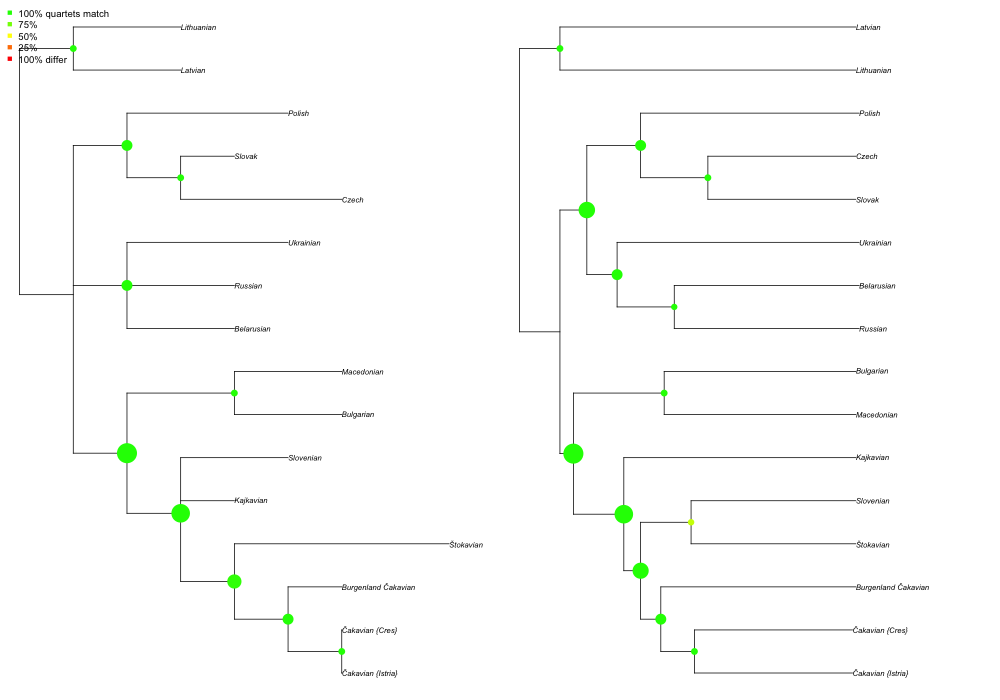 100% quartets match
75%
50%
25%
100% differ
Lithuanian
Latvian
Polish
Slovak
Czech
Ukrainian
Russian
Belarusian
Macedonian
Bulgarian
Slovenian
Kajkavian
Štokavian
Burgenland Čakavian
Čakavian (Cres)
Čakavian (Istria)
Latvian
Lithuanian
Polish
Czech
Slovak
Ukrainian
Belarusian
Russian
Bulgarian
Macedonian
Kajkavian
Slovenian
Štokavian
Burgenland Čakavian
Čakavian (Cres)
Čakavian (Istria)